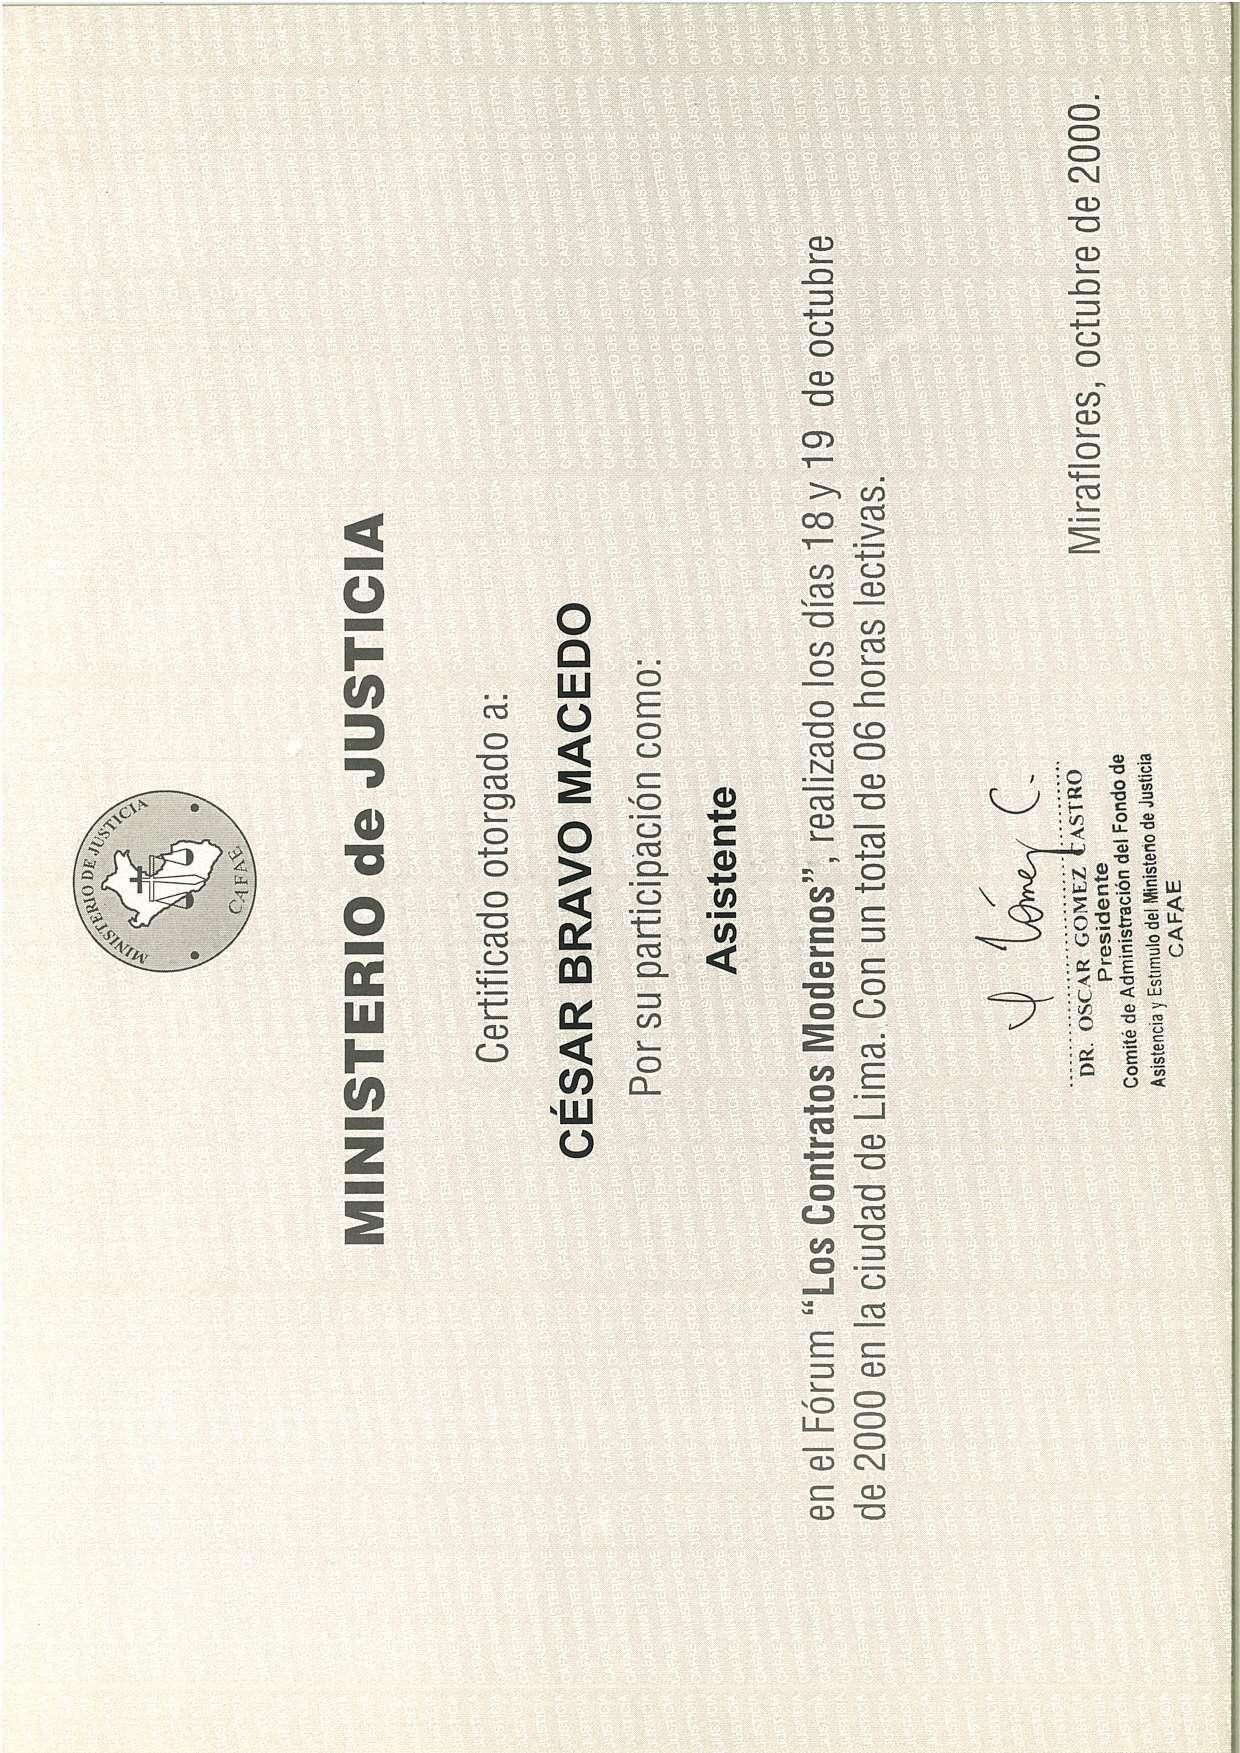 MINISTERIO DE JUSTICIA
CAFAE
MINISTERIO de JUSTICIA
Certificado otorgado a:
CÉSAR BRAVO MACEDO
Por su participación como:
Asistente
en el Fórum “Los Contratos Modernos”, realizado los días 18 y 19 de octubre
de 2000 en la ciudad de Lima. Con un total de 06 horas lectivas.
Miraflores, octubre de 2000.
DR. OSCAR GOMEZ CASTRO
Presidente
Comité de Administración del Fondo de
Asistencia y Estimulo del Ministerio de Justicia
CAFAE